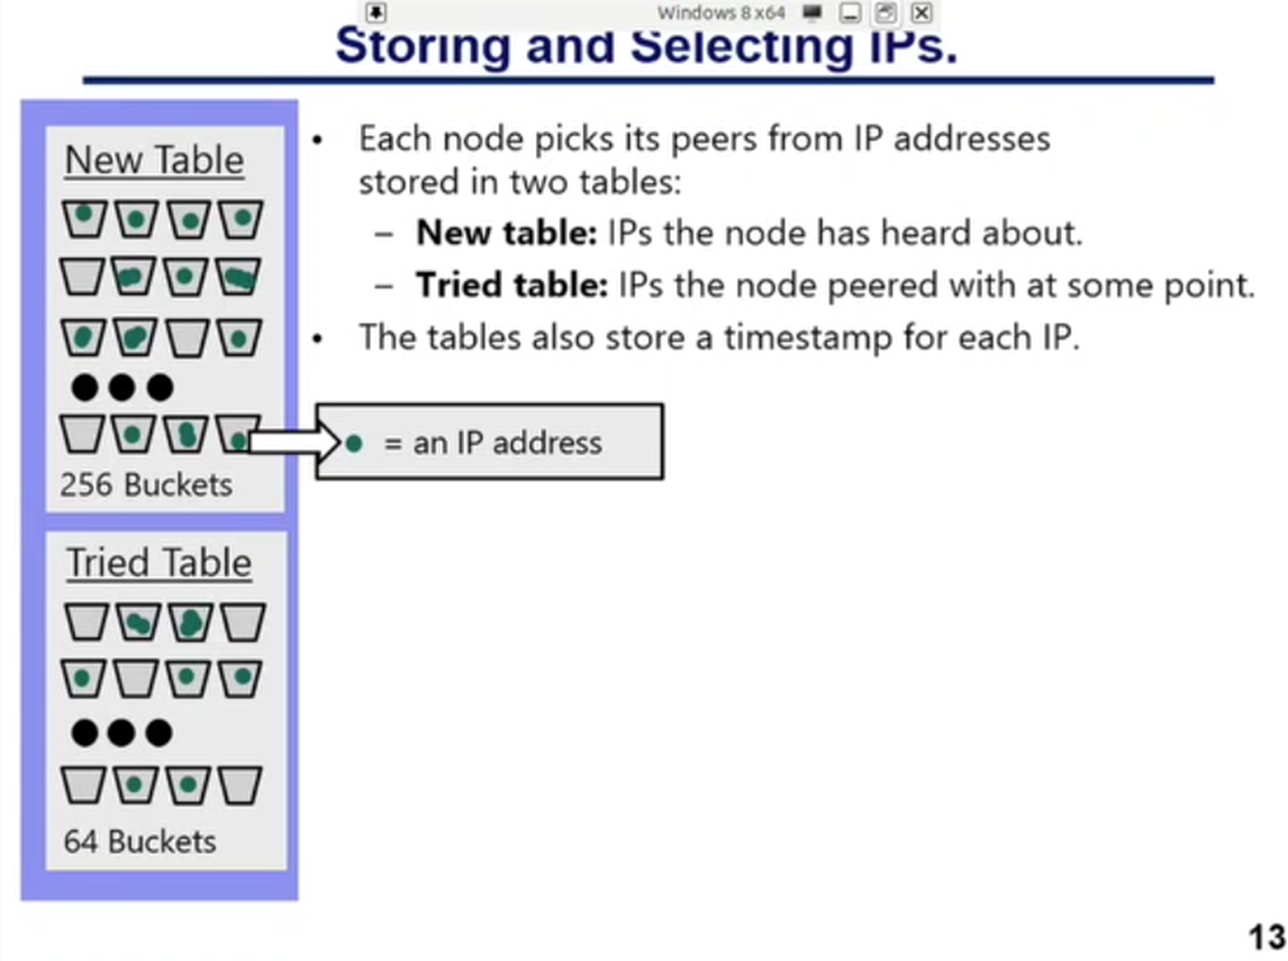 Windows 8 x64
Storing and Selecting IPs.
New Table
256 Buckets
Tried Table
64 Buckets
• Each node picks its peers from IP addresses
stored in two tables:
– New table: IPs the node has heard about.
– Tried table: IPs the node peered with at some point.
• The tables also store a timestamp for each IP.
= an IP address
13